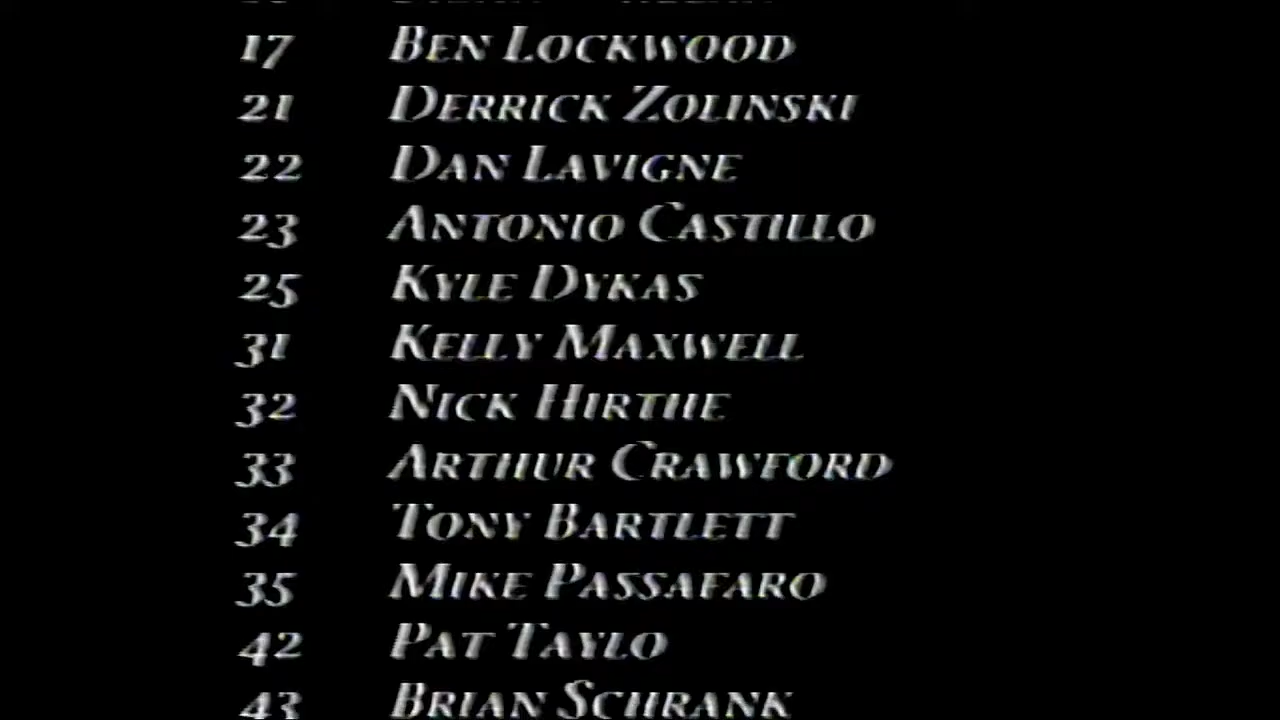 17 BEN LOCKWOOD
21 DERRICK ZOLINSKI
22 DAN LAVIGNE
23 ANTONIO CASTILLO
25 KYLE DYKAS
31 KELLY MAXWELL
32 NICK HIRTHE
33 ARTHUR CRAWFORD
34 TONY BARTLETT
35 MIKE PASSAFARO
42 PAT TAYLO
43 BRIAN SCHRANK